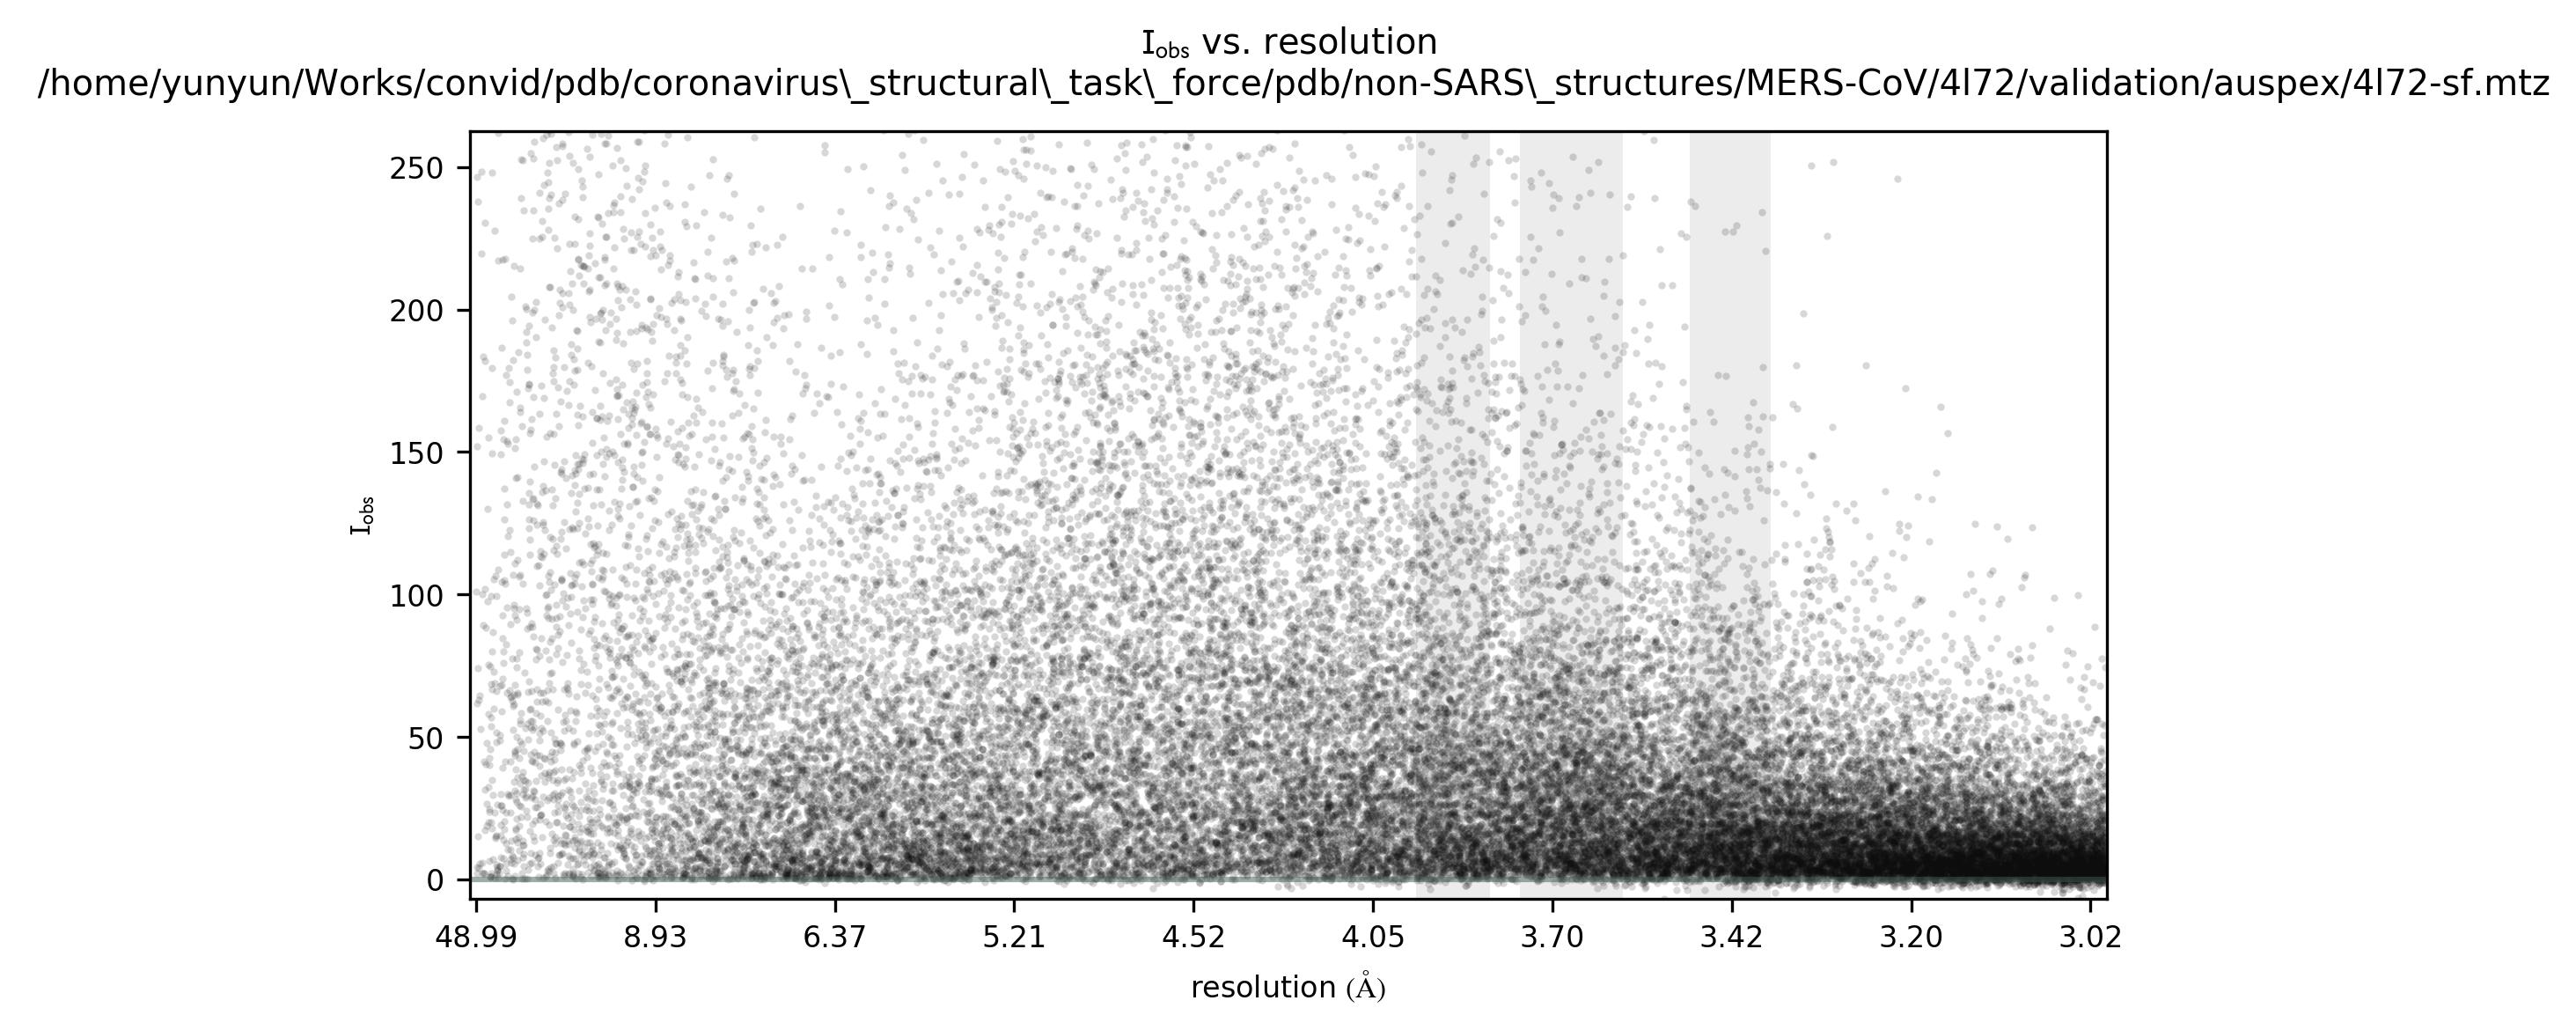 Iobs vs. resolution
/home/yunyun/Works/convid/pdb/coronavirus\_structural\_task\_force/pdb/non-SARS\_structures/MERS-CoV/4l72/validation/auspex/4l72-sf.mtz
250
200
150
100
50
0
Iobs
48.99 8.93 6.37 5.21 4.52 4.05 3.70 3.42 3.20 3.02
resolution (Å)